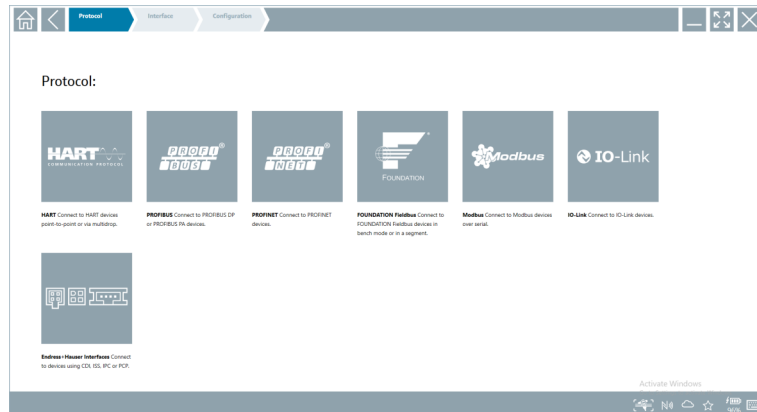 Protocol Interface Configuration
Protocol:
HART
COMMUNICATION PROTOCOL
PROFI
BUS
PROFI
NET
FOUNDATION
Modbus
IO-Link
HART Connect to HART devices
point-to-point or via multidrop.
PROFIBUS Connect to PROFIBUS DP
or PROFIBUS PA devices.
PROFINET Connect to PROFINET
devices.
FOUNDATION Fieldbus Connect to
FOUNDATION Fieldbus devices in
bench mode or in a segment.
Modbus Connect to Modbus devices
over serial.
IO-Link Connect to IO-Link devices.
Endress+Hauser Interfaces Connect
to devices using CDI, ISS, IPC or PCP.
Activate Windows